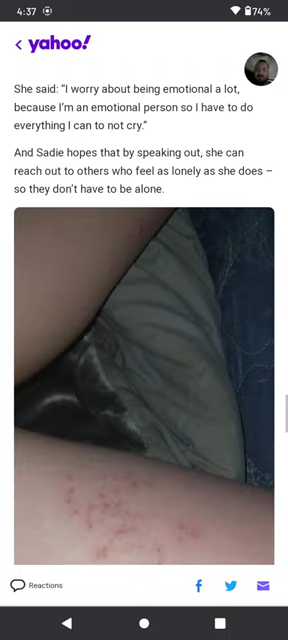 4:37
74%
yahoo!
She said: “I worry about being emotional a lot,
because I’m an emotional person so I have to do
everything I can to not cry.”
And Sadie hopes that by speaking out, she can
reach out to others who feel as lonely as she does –
so they don’t have to be alone.
Reactions